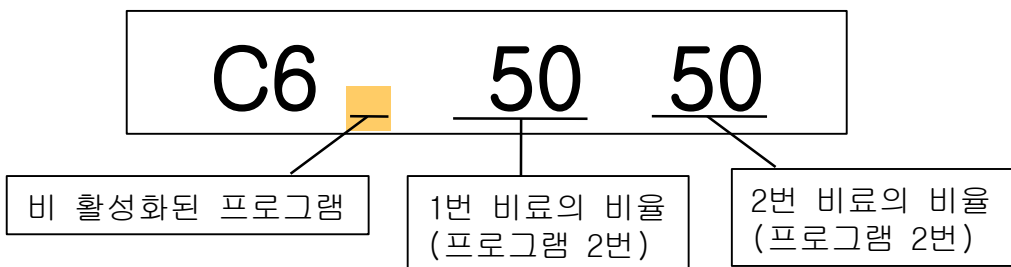 C6 _ 50 50
비 활성화된 프로그램
1번 비료의 비율
(프로그램 2번)
2번 비료의 비율
(프로그램 2번)